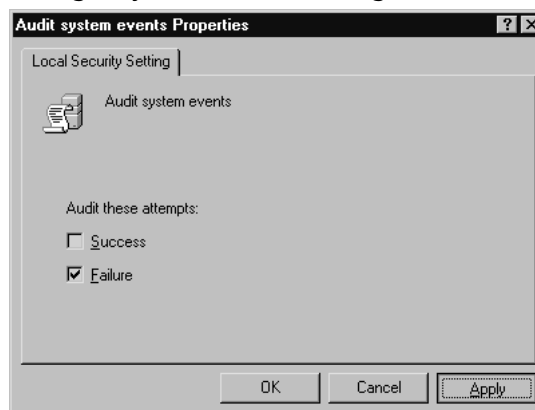 Audit system events Properties
Local Security Setting
Audit system events
Audit these attempts:
Success
Failure
OK Cancel Apply